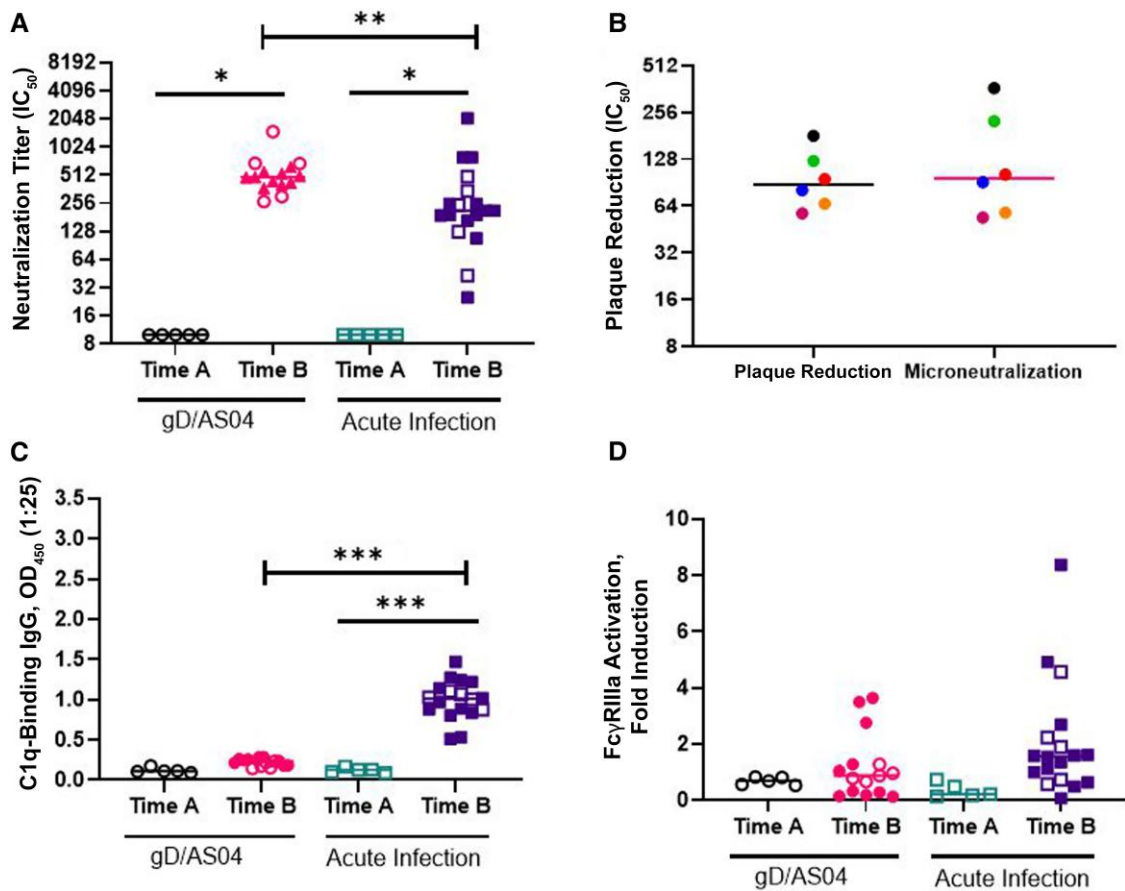 A
Neutralization Titer (IC50)
8192
4096
2048
1024
512
256
128
64
32
16
8
*
**
*
Time A
Time B
Time A
Time B
gD/AS04
Acute Infection
B
Plaque Reduction (IC50)
512
256
128
64
32
16
8
Plaque Reduction
Microneutralization
C
C1q-Binding IgG, OD450 (1:25)
3.5
3.0
2.5
2.0
1.5
1.0
0.5
0.0
***
***
Time A
Time B
Time A
Time B
gD/AS04
Acute Infection
D
FcγRIIIa Activation,
Fold Induction
10
8
6
4
2
0
Time A
Time B
Time A
Time B
gD/AS04
Acute Infection